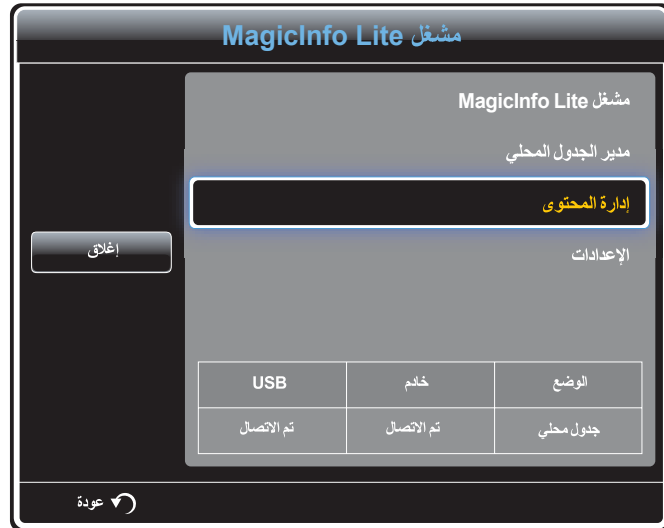 مشغل MagicInfo Lite
مشغل MagicInfo Lite
مدير الجدول المحلي
إدارة المحتوى
الإعدادات
إغلاق
الوضع خادم USB
جدول محلي تم الاتصال تم الاتصال
عودة